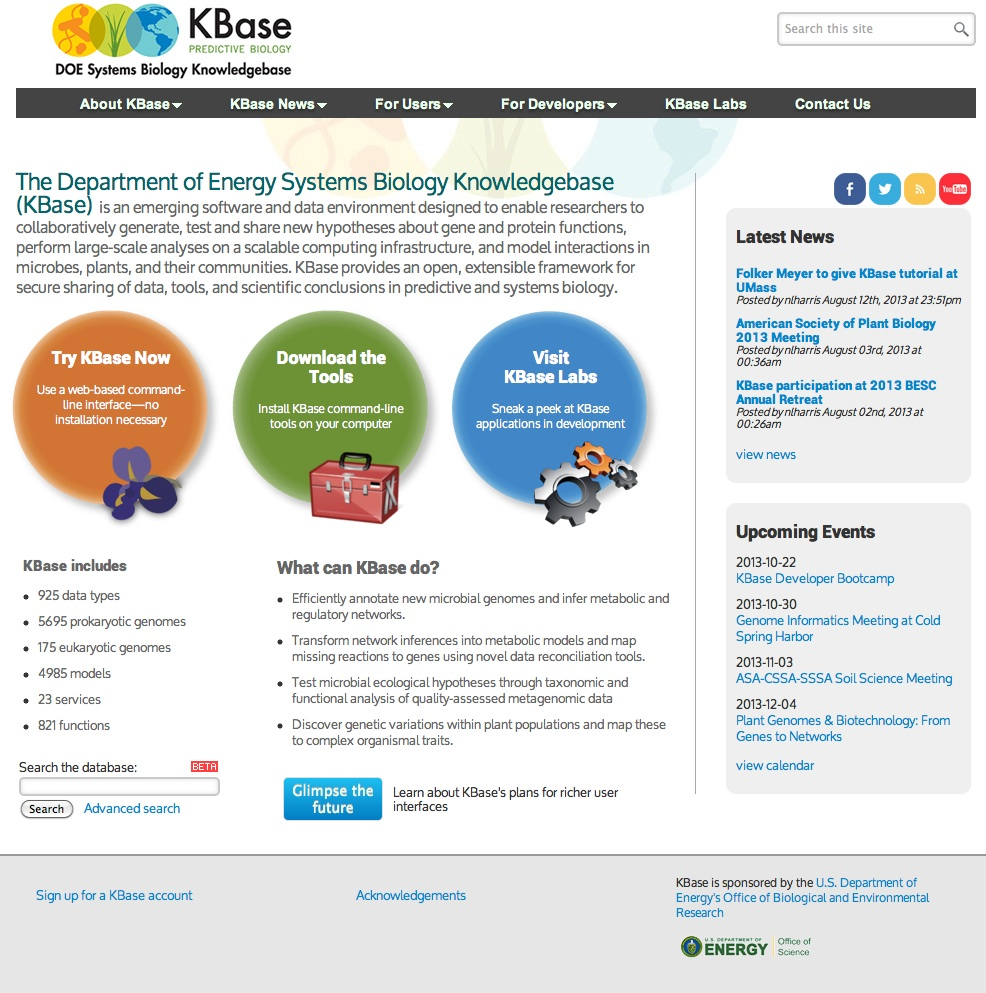 KBase
PREDICTIVE BIOLOGY
DOE Systems Biology Knowledgebase
Search this site
About KBase
KBase News
For Users
For Developers
KBase Labs
Contact Us
The Department of Energy Systems Biology Knowledgebase
(KBase) is an emerging software and data environment designed to enable researchers to
collaboratively generate, test and share new hypotheses about gene and protein functions,
perform large-scale analyses on a scalable computing infrastructure, and model interactions in
microbes, plants, and their communities. KBase provides an open, extensible framework for
secure sharing of data, tools, and scientific conclusions in predictive and systems biology.
Try KBase Now
Use a web-based command-
line interface—no
installation necessary
Download the
Tools
Install KBase command-line
tools on your computer
Visit
KBase Labs
Sneak a peek at KBase
applications in development
KBase includes
925 data types
5695 prokaryotic genomes
175 eukaryotic genomes
4985 models
23 services
821 functions
Search the database:
BETA
Search
Advanced search
What can KBase do?
Efficiently annotate new microbial genomes and infer metabolic and
regulatory networks.
Transform network inferences into metabolic models and map
missing reactions to genes using novel data reconciliation tools.
Test microbial ecological hypotheses through taxonomic and
functional analysis of quality-assessed metagenomic data
Discover genetic variations within plant populations and map these
to complex organismal traits.
Glimpse the
future
Learn about KBase's plans for richer user
interfaces
f
You Tube
Latest News
Folker Meyer to give KBase tutorial at
UMass
Posted by nlharris August 12th, 2013 at 23:51pm
American Society of Plant Biology
2013 Meeting
Posted by nlharris August 03rd, 2013 at
00:36am
KBase participation at 2013 BESC
Annual Retreat
Posted by nlharris August 02nd, 2013 at
00:26am
view news
Upcoming Events
2013-10-22
KBase Developer Bootcamp
2013-10-30
Genome Informatics Meeting at Cold
Spring Harbor
2013-11-03
ASA-CSSA-SSSA Soil Science Meeting
2013-12-04
Plant Genomes & Biotechnology: From
Genes to Networks
view calendar
Sign up for a KBase account
Acknowledgements
KBase is sponsored by the U.S. Department of
Energy's Office of Biological and Environmental
Research
U.S. DEPARTMENT OF
ENERGY
Office of
Science